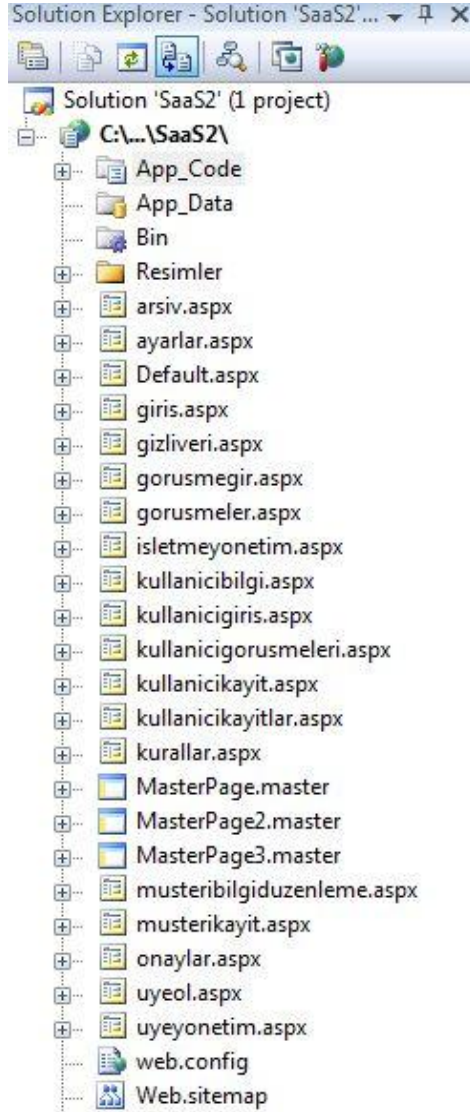 Solution Explorer - Solution 'SaaS2'...
Solution 'SaaS2' (1 project)
C:\...\SaaS2\
App_Code
App_Data
Bin
Resimler
arsiv.aspx
ayarlar.aspx
Default.aspx
giris.aspx
gizliveri.aspx
gorusmegir.aspx
gorusmeler.aspx
isletmeyonetim.aspx
kullanicibilgi.aspx
kullanicigiris.aspx
kullanicigorusmeleri.aspx
kullanicikayit.aspx
kullanicikayitlar.aspx
kurallar.aspx
MasterPage.master
MasterPage2.master
MasterPage3.master
musteribilgiduzenleme.aspx
musterikayit.aspx
onaylar.aspx
uyeol.aspx
uyeyonetim.aspx
web.config
Web.sitemap